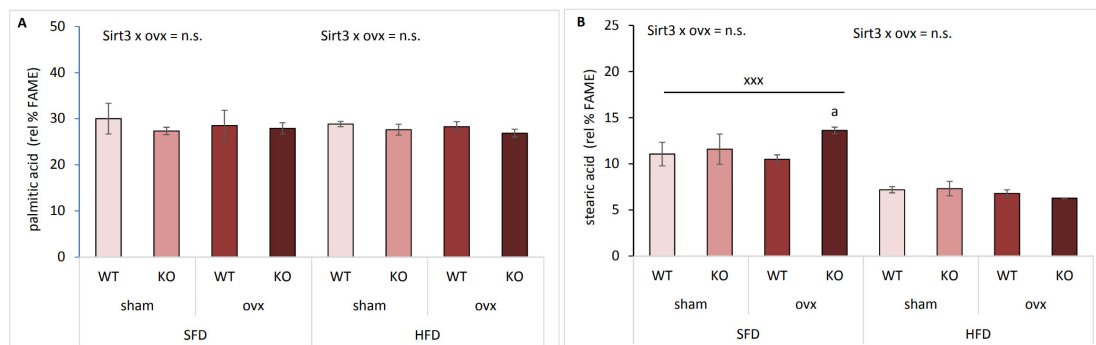 A
Sirt3 x ovx = n.s.
Sirt3 x ovx = n.s.
palmitic acid (rel % FAME)
50
40
30
20
10
0
WT KO WT KO WT KO WT KO
sham ovx sham ovx
SFD HFD
B
Sirt3 x ovx = n.s.
Sirt3 x ovx = n.s.
xxx
a
stearic acid (rel % FAME)
25
20
15
10
5
0
WT KO WT KO WT KO WT KO
sham ovx sham ovx
SFD HFD